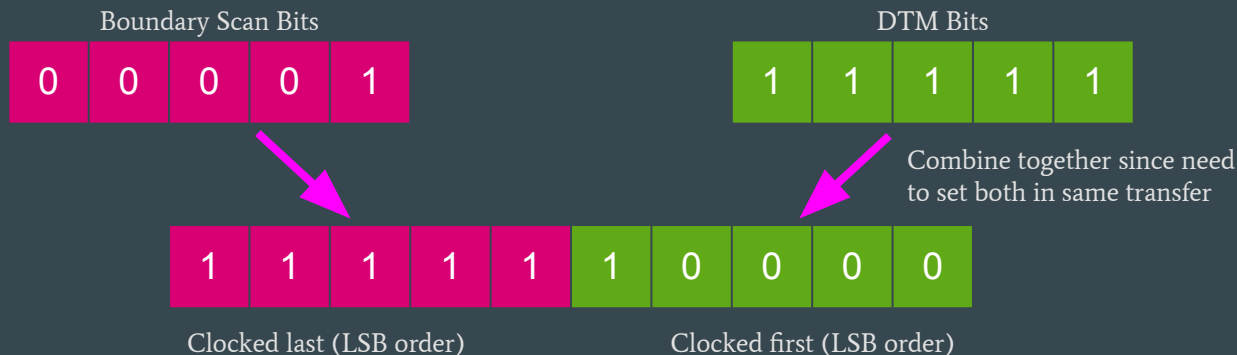 Boundary Scan Bits
DTM Bits
0 0 0 0 1
1 1 1 1 1
Combine together since need
to set both in same transfer
1 1 1 1 1 1 0 0 0 0
Clocked last (LSB order)
Clocked first (LSB order)